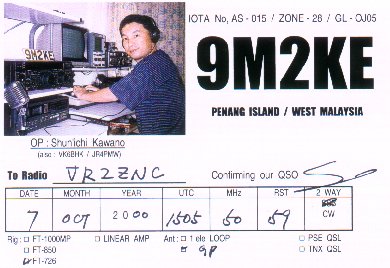 IOTA No, AS - 015 / ZONE - 28 / GL - OJ05
9M2KE
9M2KE
PENANG ISLAND / WEST MALAYSIA
OP : Shunichi Kawano
(also : VK6BHK / JR4PMW)
To Radio VR2ZNC Confirming our QSO
DATE MONTH YEAR UTC MHz RST 2 WAY
7 OCT 2000 1505 50 59 CW
Rig : □ FT-1000MP □ LINEAR AMP Ant : □ 1 ele LOOP □ PSE QSL
□ FT-850 GP □ TNX QSL
FT-726